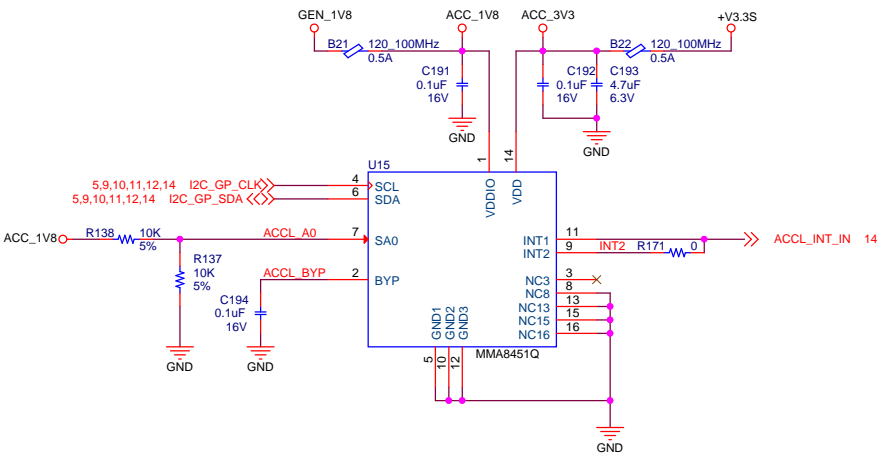 GEN_1V8 ACC_1V8 ACC_3V3 +V3.3S
B21 120_100MHz
0.5A
B22 120_100MHz
0.5A
C191
0.1uF
16V
C192
0.1uF
16V
C193
4.7uF
6.3V
GND
GND
U15
1 14
VDDIO VDD
5,9,10,11,12,14 I2C_GP_CLK 4 SCL
5,9,10,11,12,14 I2C_GP_SDA 6 SDA
ACC_1V8 R138 10K
5%
ACCL_A0 7 SA0
R137
10K
5%
ACCL_BYP 2 BYP
C194
0.1uF
16V
GND
GND
INT1 11 ACCL_INT_IN 14
INT2 9 INT2 R171 0
NC3 3
NC8 8
NC13 13
NC15 15
NC16 16
GND1 GND2 GND3
5 10 12
MMA8451Q
GND